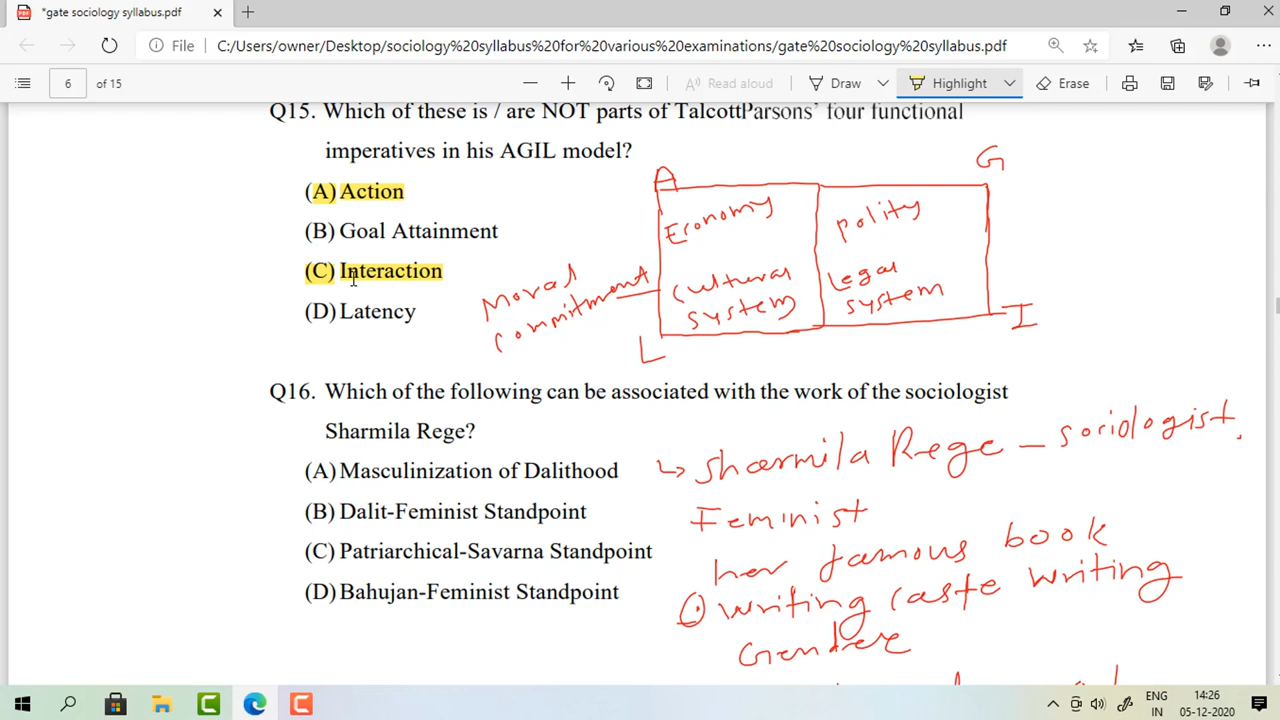 *gate sociology syllabus.pdf
File
C:/Users/owner/Desktop/sociology%20syllabus%20for%20various%20examinations/gate%20sociology%20syllabus.pdf
6 of 15
Read aloud
Draw
Highlight
Erase
Q15. Which of these is / are NOT parts of TalcottParsons’ four functional
imperatives in his AGIL model?
(A) Action
(B) Goal Attainment
(C) Interaction
(D) Latency
A
G
Economy
polity
Moral
commitment
cultural
system
Legal
system
L
I
Q16. Which of the following can be associated with the work of the sociologist
Sharmila Rege?
(A) Masculinization of Dalithood
(B) Dalit-Feminist Standpoint
(C) Patriarchical-Savarna Standpoint
(D) Bahujan-Feminist Standpoint
↳ Sharmila Rege – sociologist.
Feminist
her famous book
① writing caste writing
Gender
ENG
IN
14:26
05-12-2020